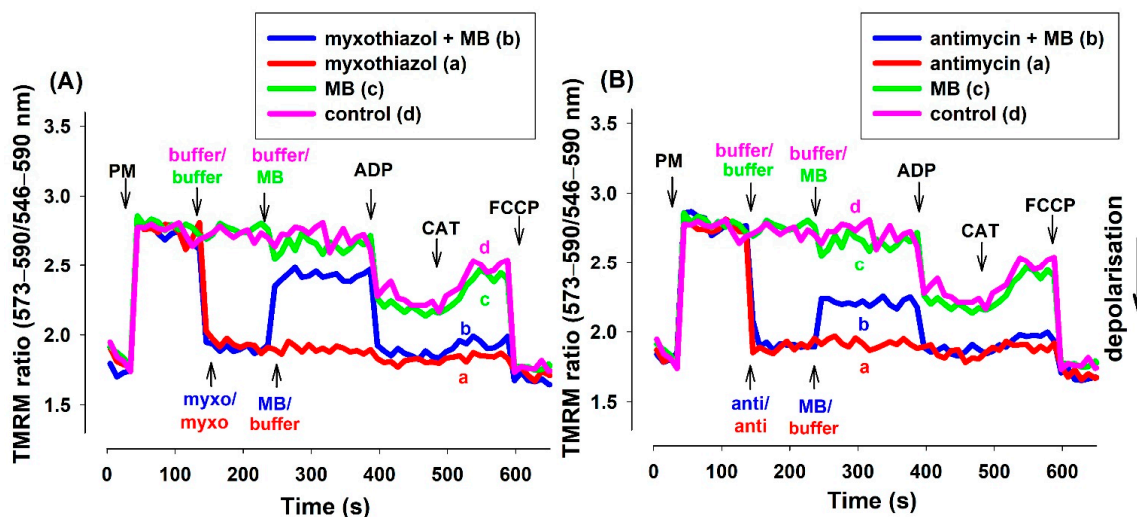 (A)
myxothiazol + MB (b)
myxothiazol (a)
MB (c)
control (d)
TMRM ratio (573–590/546–590 nm)
3.5
3.0
2.5
2.0
1.5
PM
buffer/
buffer
buffer/
MB
ADP
CAT
FCCP
d
c
b
a
myxo/
myxo
MB/
buffer
0 100 200 300 400 500 600
Time (s)
(B)
antimycin + MB (b)
antimycin (a)
MB (c)
control (d)
TMRM ratio (573–590/546–590 nm)
3.5
3.0
2.5
2.0
1.5
PM
buffer/
buffer
buffer/
MB
ADP
CAT
FCCP
d
c
b
a
anti/
anti
MB/
buffer
0 100 200 300 400 500 600
Time (s)
depolarisation